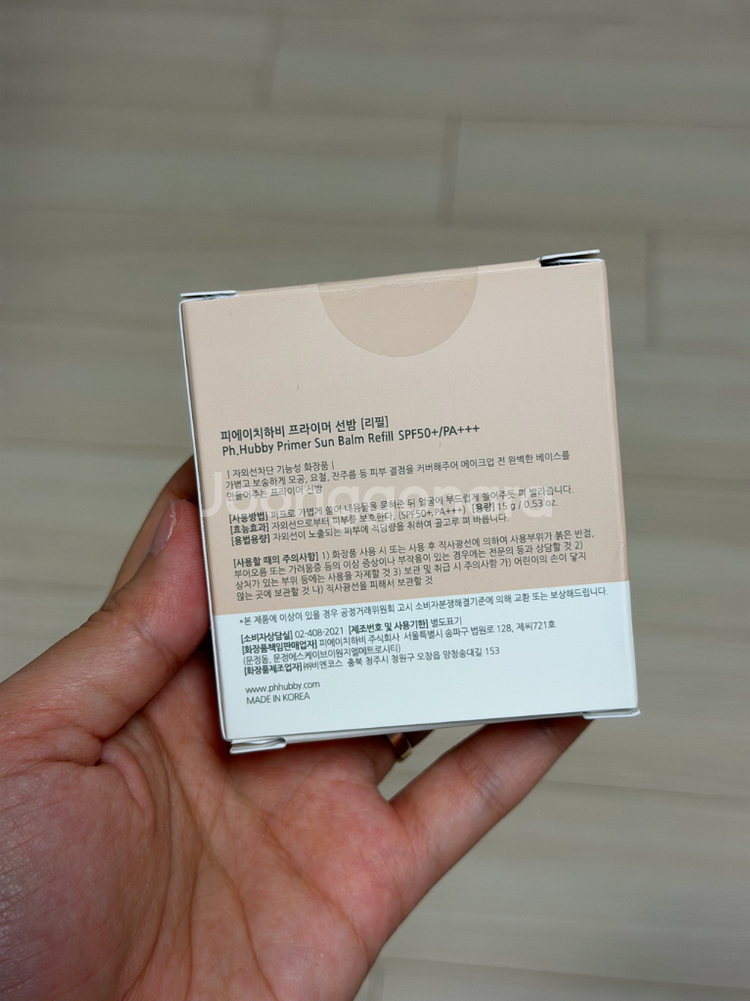 피에이치하비 프라이머 선밤 [리필]
Ph.Hubby Primer Sun Balm Refill SPF50+/PA+++
| 자외선차단 기능성 화장품 |
가볍고 보송하게 모공, 요철, 잔주름 등 피부 결점을 커버해주어 메이크업 전 완벽한 베이스를
만들어주는 프라이머 선밤
Joonggonara
[사용방법] 퍼프로 가볍게 쓸어 내용물을 묻혀준 뒤 얼굴에 부드럽게 쓸어주듯 펴 발라줍니다.
[효능효과] 자외선으로부터 피부를 보호한다. (SPF50+, PA+++) [용량] 15 g / 0.53 oz.
[용법용량] 자외선이 노출되는 피부에 적당량을 취하여 골고루 펴 바릅니다.
[사용할 때의 주의사항] 1) 화장품 사용 시 또는 사용 후 직사광선에 의하여 사용부위가 붉은 반점,
부어오름 또는 가려움증 등의 이상 증상이나 부작용이 있는 경우에는 전문의 등과 상담할 것 2)
상처가 있는 부위 등에는 사용을 자제할 것 3) 보관 및 취급 시 주의사항 가) 어린이의 손이 닿지
않는 곳에 보관할 것 나) 직사광선을 피해서 보관할 것
*본 제품에 이상이 있을 경우 공정거래위원회 고시 소비자분쟁해결기준에 의해 교환 또는 보상해드립니다.
[소비자상담실] 02-408-2021 [제조번호 및 사용기한] 별도표기
[화장품책임판매업자] 피에이치하비 주식회사 서울특별시 송파구 법원로 128, 제씨721호
(문정동, 문정에스케이브이원지엘메트로시티)
[화장품제조업자] ㈜비엔코스 충북 청주시 청원구 오창읍 양청송대길 153
www.phhubby.com
MADE IN KOREA